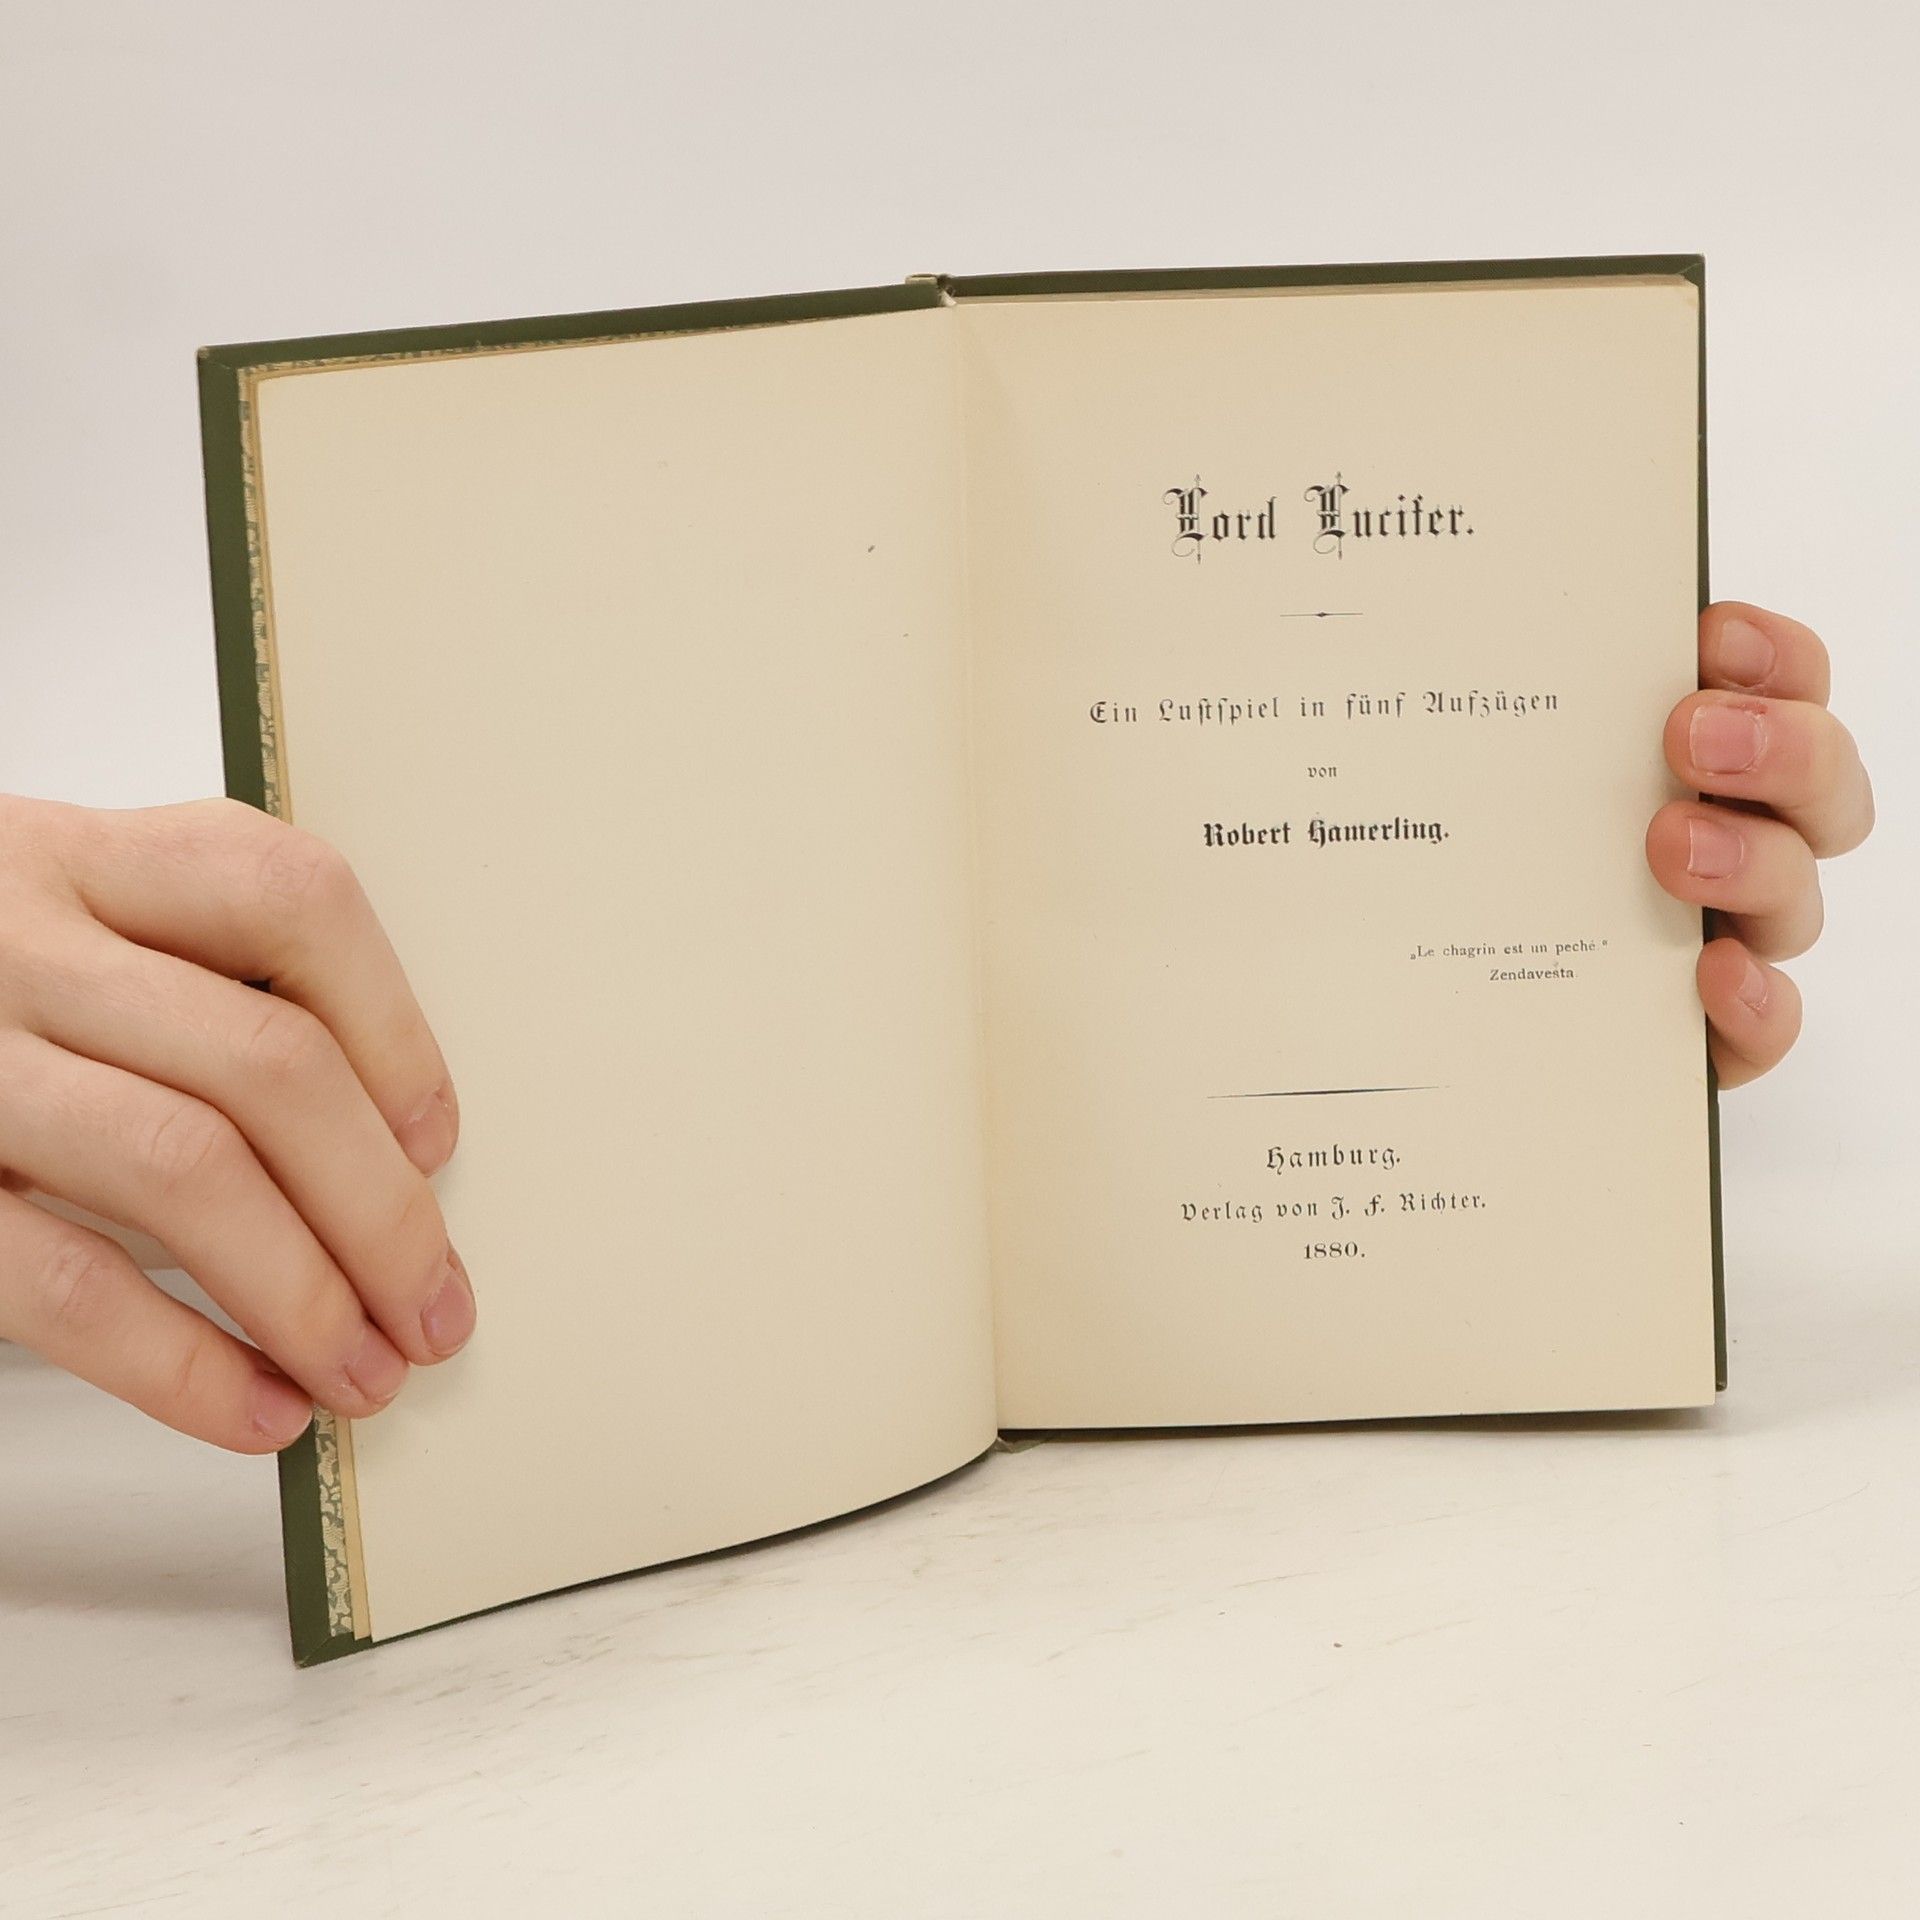 Lord Lucifer.
Ein Lustspiel in fünf Aufzügen
von
Robert Hamerling.
„Le chagrin est un peché.“
Zendavesta.
Hamburg.
Verlag von J. F. Richter.
1880.